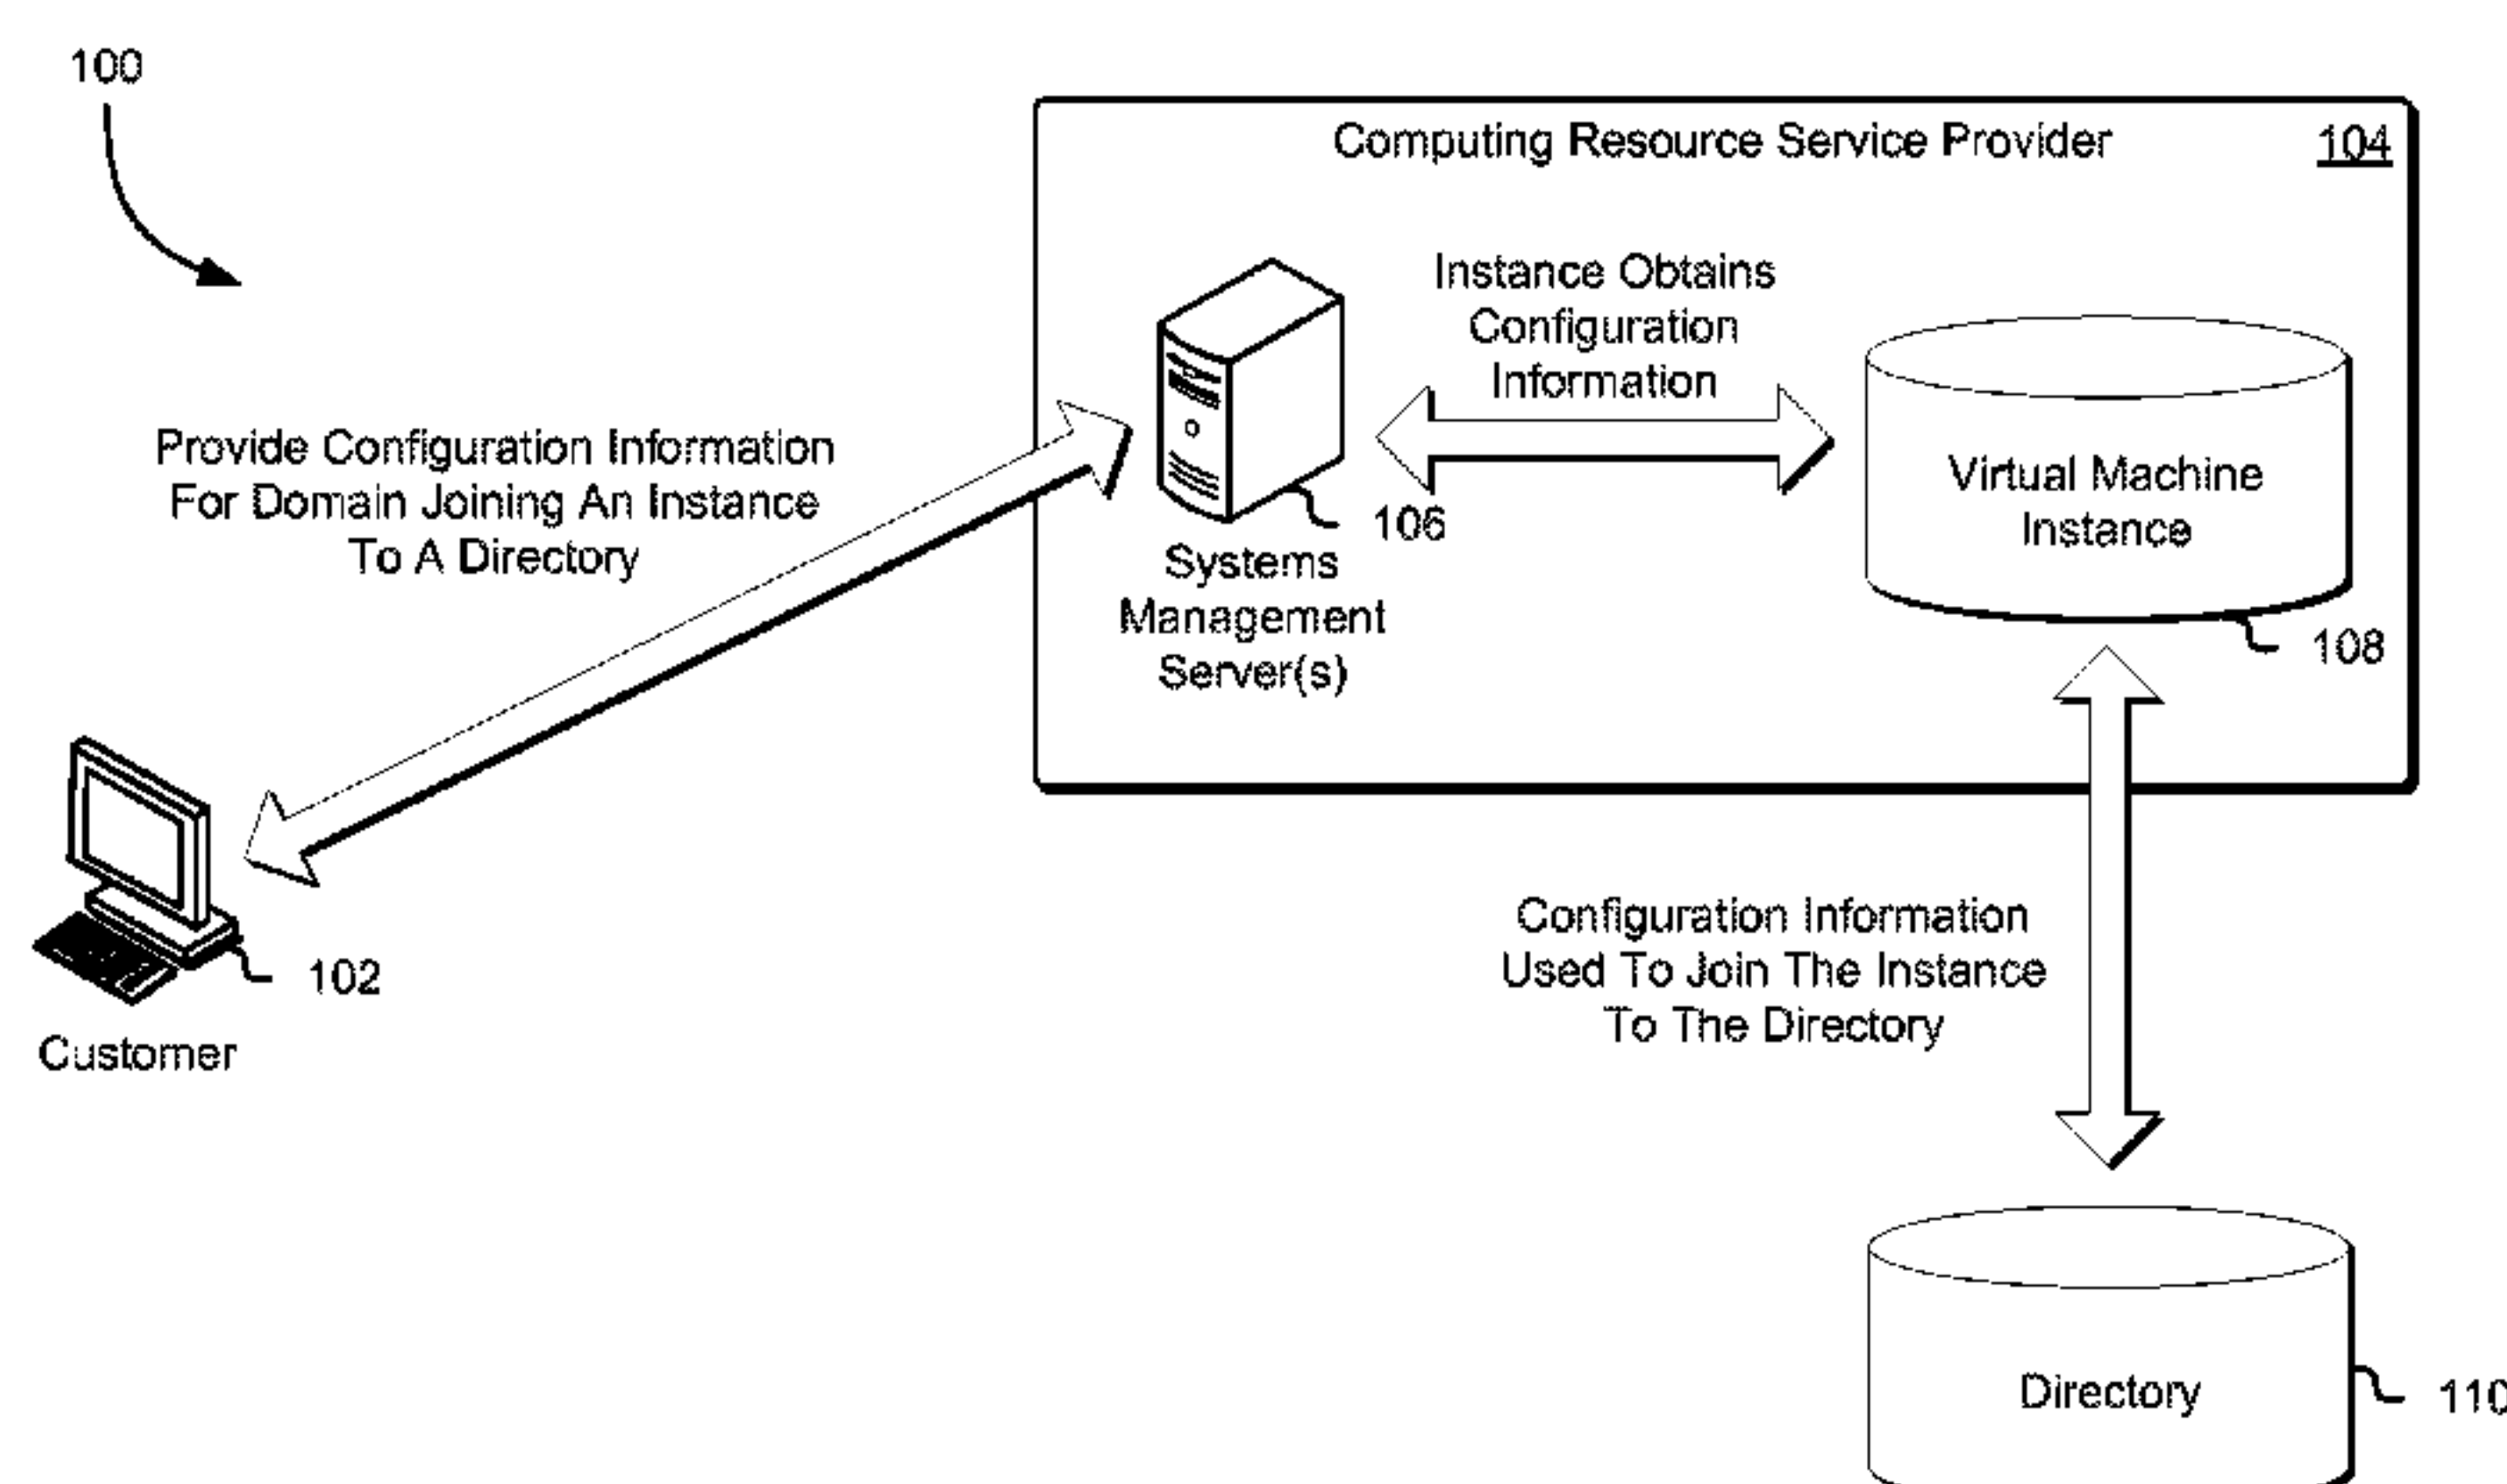 100
Computing Resource Service Provider 104
Instance Obtains
Configuration
Information
Provide Configuration Information
For Domain Joining An Instance
To A Directory
106
Systems
Management
Server(s)
Virtual Machine
Instance
108
102
Customer
Configuration Information
Used To Join The Instance
To The Directory
Directory
110